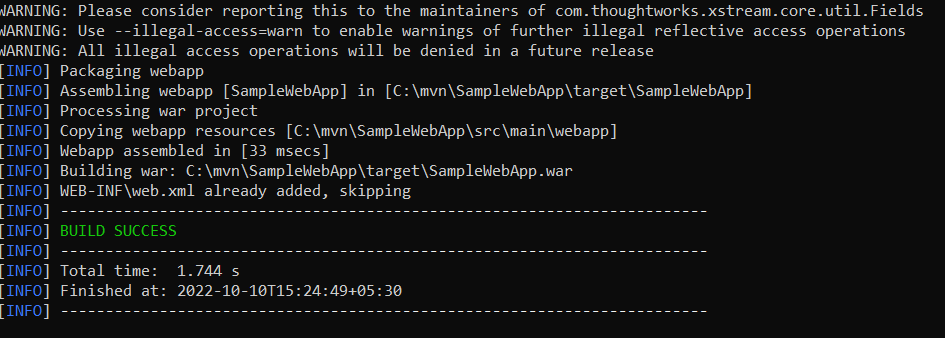 WARNING: Please consider reporting this to the maintainers of com.thoughtworks.xstream.core.util.Fields
WARNING: Use --illegal-access=warn to enable warnings of further illegal reflective access operations
WARNING: All illegal access operations will be denied in a future release
[INFO] Packaging webapp
[INFO] Assembling webapp [SampleWebApp] in [C:\mvn\SampleWebApp\target\SampleWebApp]
[INFO] Processing war project
[INFO] Copying webapp resources [C:\mvn\SampleWebApp\src\main\webapp]
[INFO] Webapp assembled in [33 msecs]
[INFO] Building war: C:\mvn\SampleWebApp\target\SampleWebApp.war
[INFO] WEB-INF\web.xml already added, skipping
[INFO] ------------------------------------------------------------------------
[INFO] BUILD SUCCESS
[INFO] ------------------------------------------------------------------------
[INFO] Total time:  1.744 s
[INFO] Finished at: 2022-10-10T15:24:49+05:30
[INFO] ------------------------------------------------------------------------